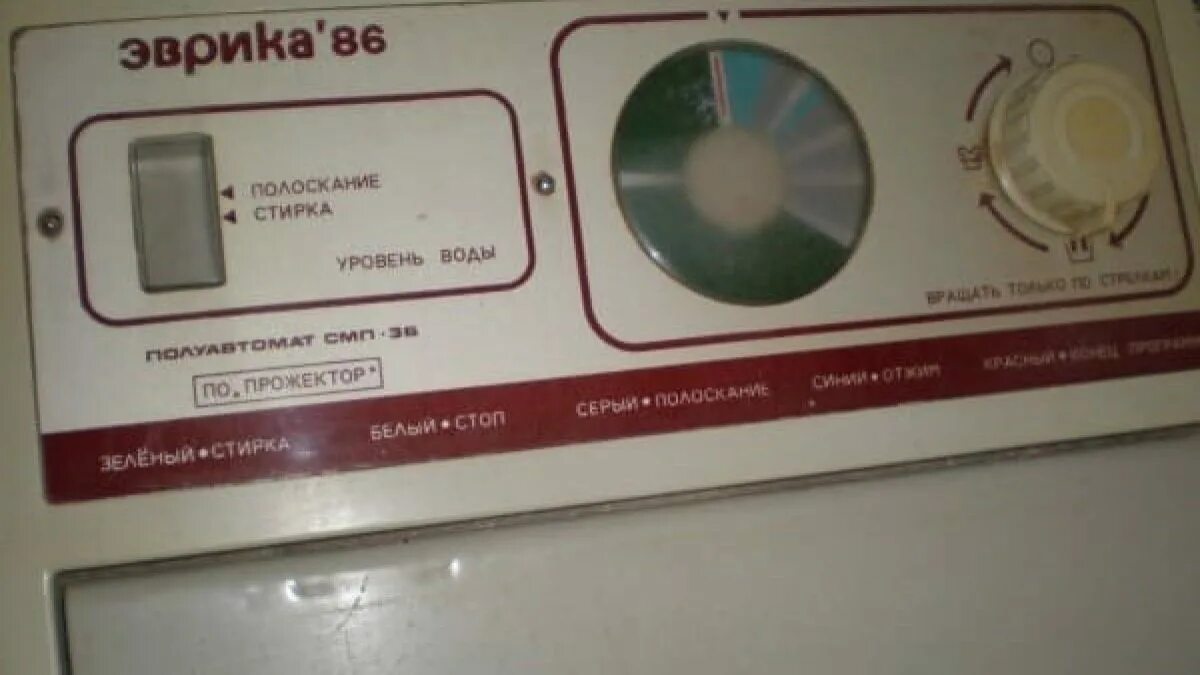 эврика'86
ПОЛОСКАНИЕ
СТИРКА
УРОВЕНЬ ВОДЫ
ПОЛУАВТОМАТ СМП-3Б
ПО „ПРОЖЕКТОР"
ВРАЩАТЬ ТОЛЬКО ПО СТРЕЛКАМ!
ЗЕЛЁНЫЙ • СТИРКА БЕЛЫЙ • СТОП СЕРЫЙ • ПОЛОСКАНИЕ СИНИЙ • ОТЖИМ КРАСНЫЙ • КОНЕЦ